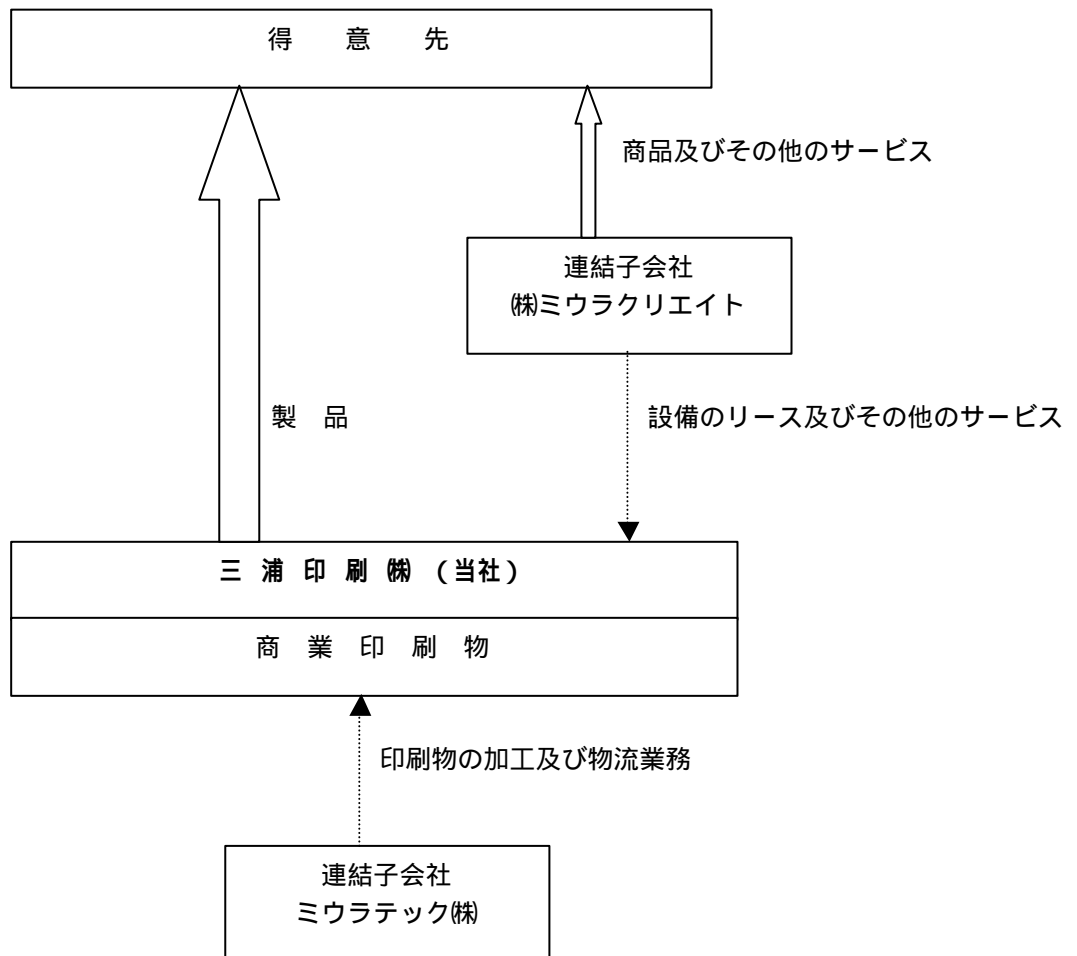 得　意　先
商品及びその他のサービス
連結子会社
㈱ミウラクリエイト
製　品
設備のリース及びその他のサービス
三 浦 印 刷 ㈱ （当社）
商　業　印　刷　物
印刷物の加工及び物流業務
連結子会社
ミウラテック㈱